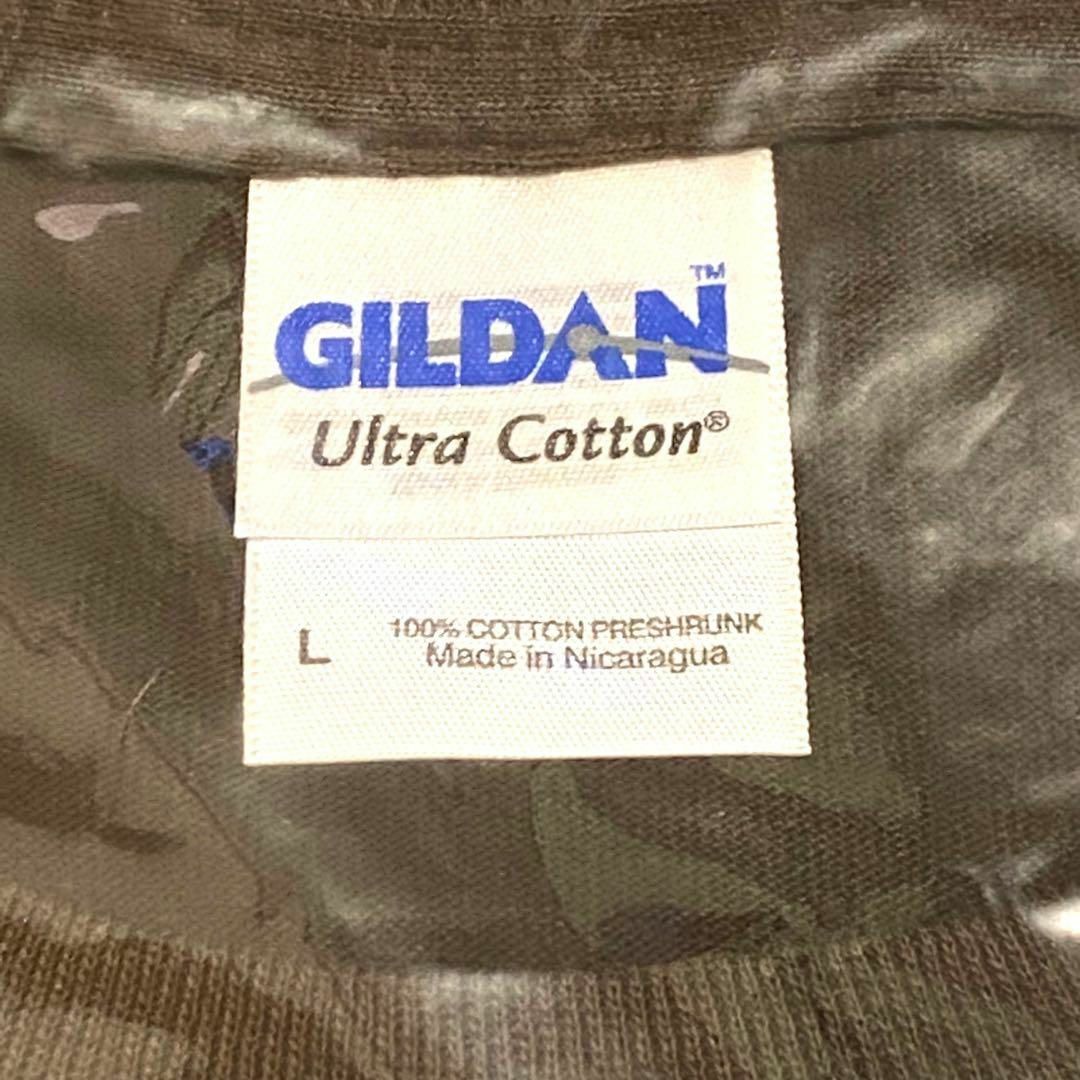 GILDAN™
Ultra Cotton®
L 100% COTTON PRESHRUNK
Made in Nicaragua